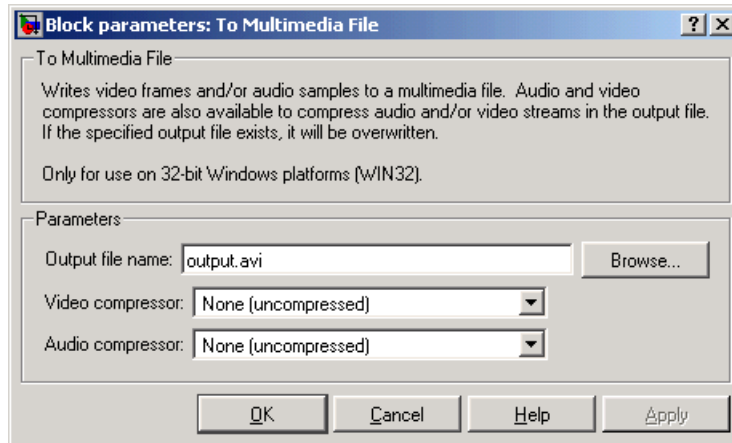 Block parameters: To Multimedia File
To Multimedia File
Writes video frames and/or audio samples to a multimedia file. Audio and video
compressors are also available to compress audio and/or video streams in the output file.
If the specified output file exists, it will be overwritten.
Only for use on 32-bit Windows platforms (WIN32).
Parameters
Output file name: output.avi Browse...
Video compressor: None (uncompressed)
Audio compressor: None (uncompressed)
OK Cancel Help Apply